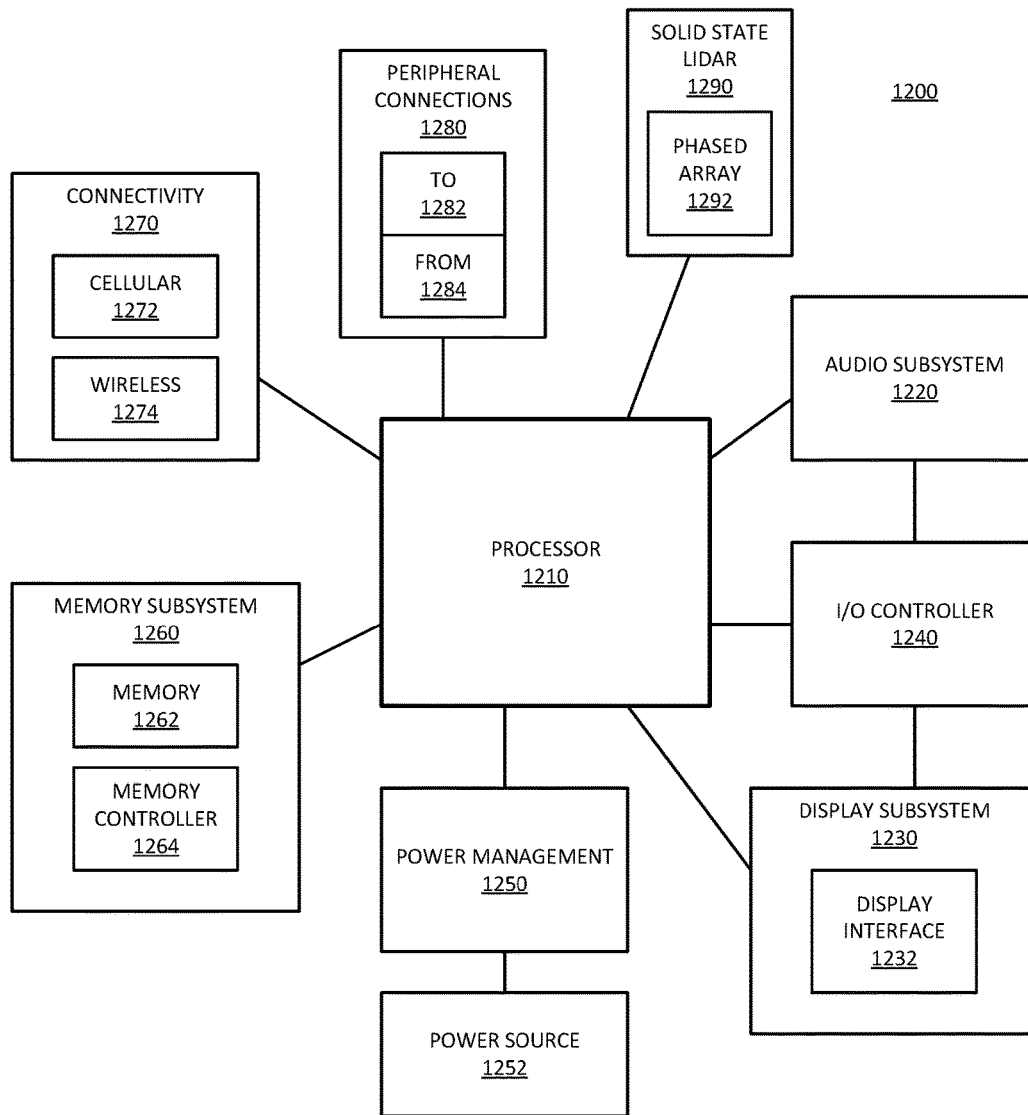 SOLID STATE
LIDAR
1290
PHASED
ARRAY
1292
1200
PERIPHERAL
CONNECTIONS
1280
TO
1282
FROM
1284
CONNECTIVITY
1270
CELLULAR
1272
WIRELESS
1274
AUDIO SUBSYSTEM
1220
PROCESSOR
1210
I/O CONTROLLER
1240
MEMORY SUBSYSTEM
1260
MEMORY
1262
MEMORY
CONTROLLER
1264
POWER MANAGEMENT
1250
DISPLAY SUBSYSTEM
1230
DISPLAY
INTERFACE
1232
POWER SOURCE
1252